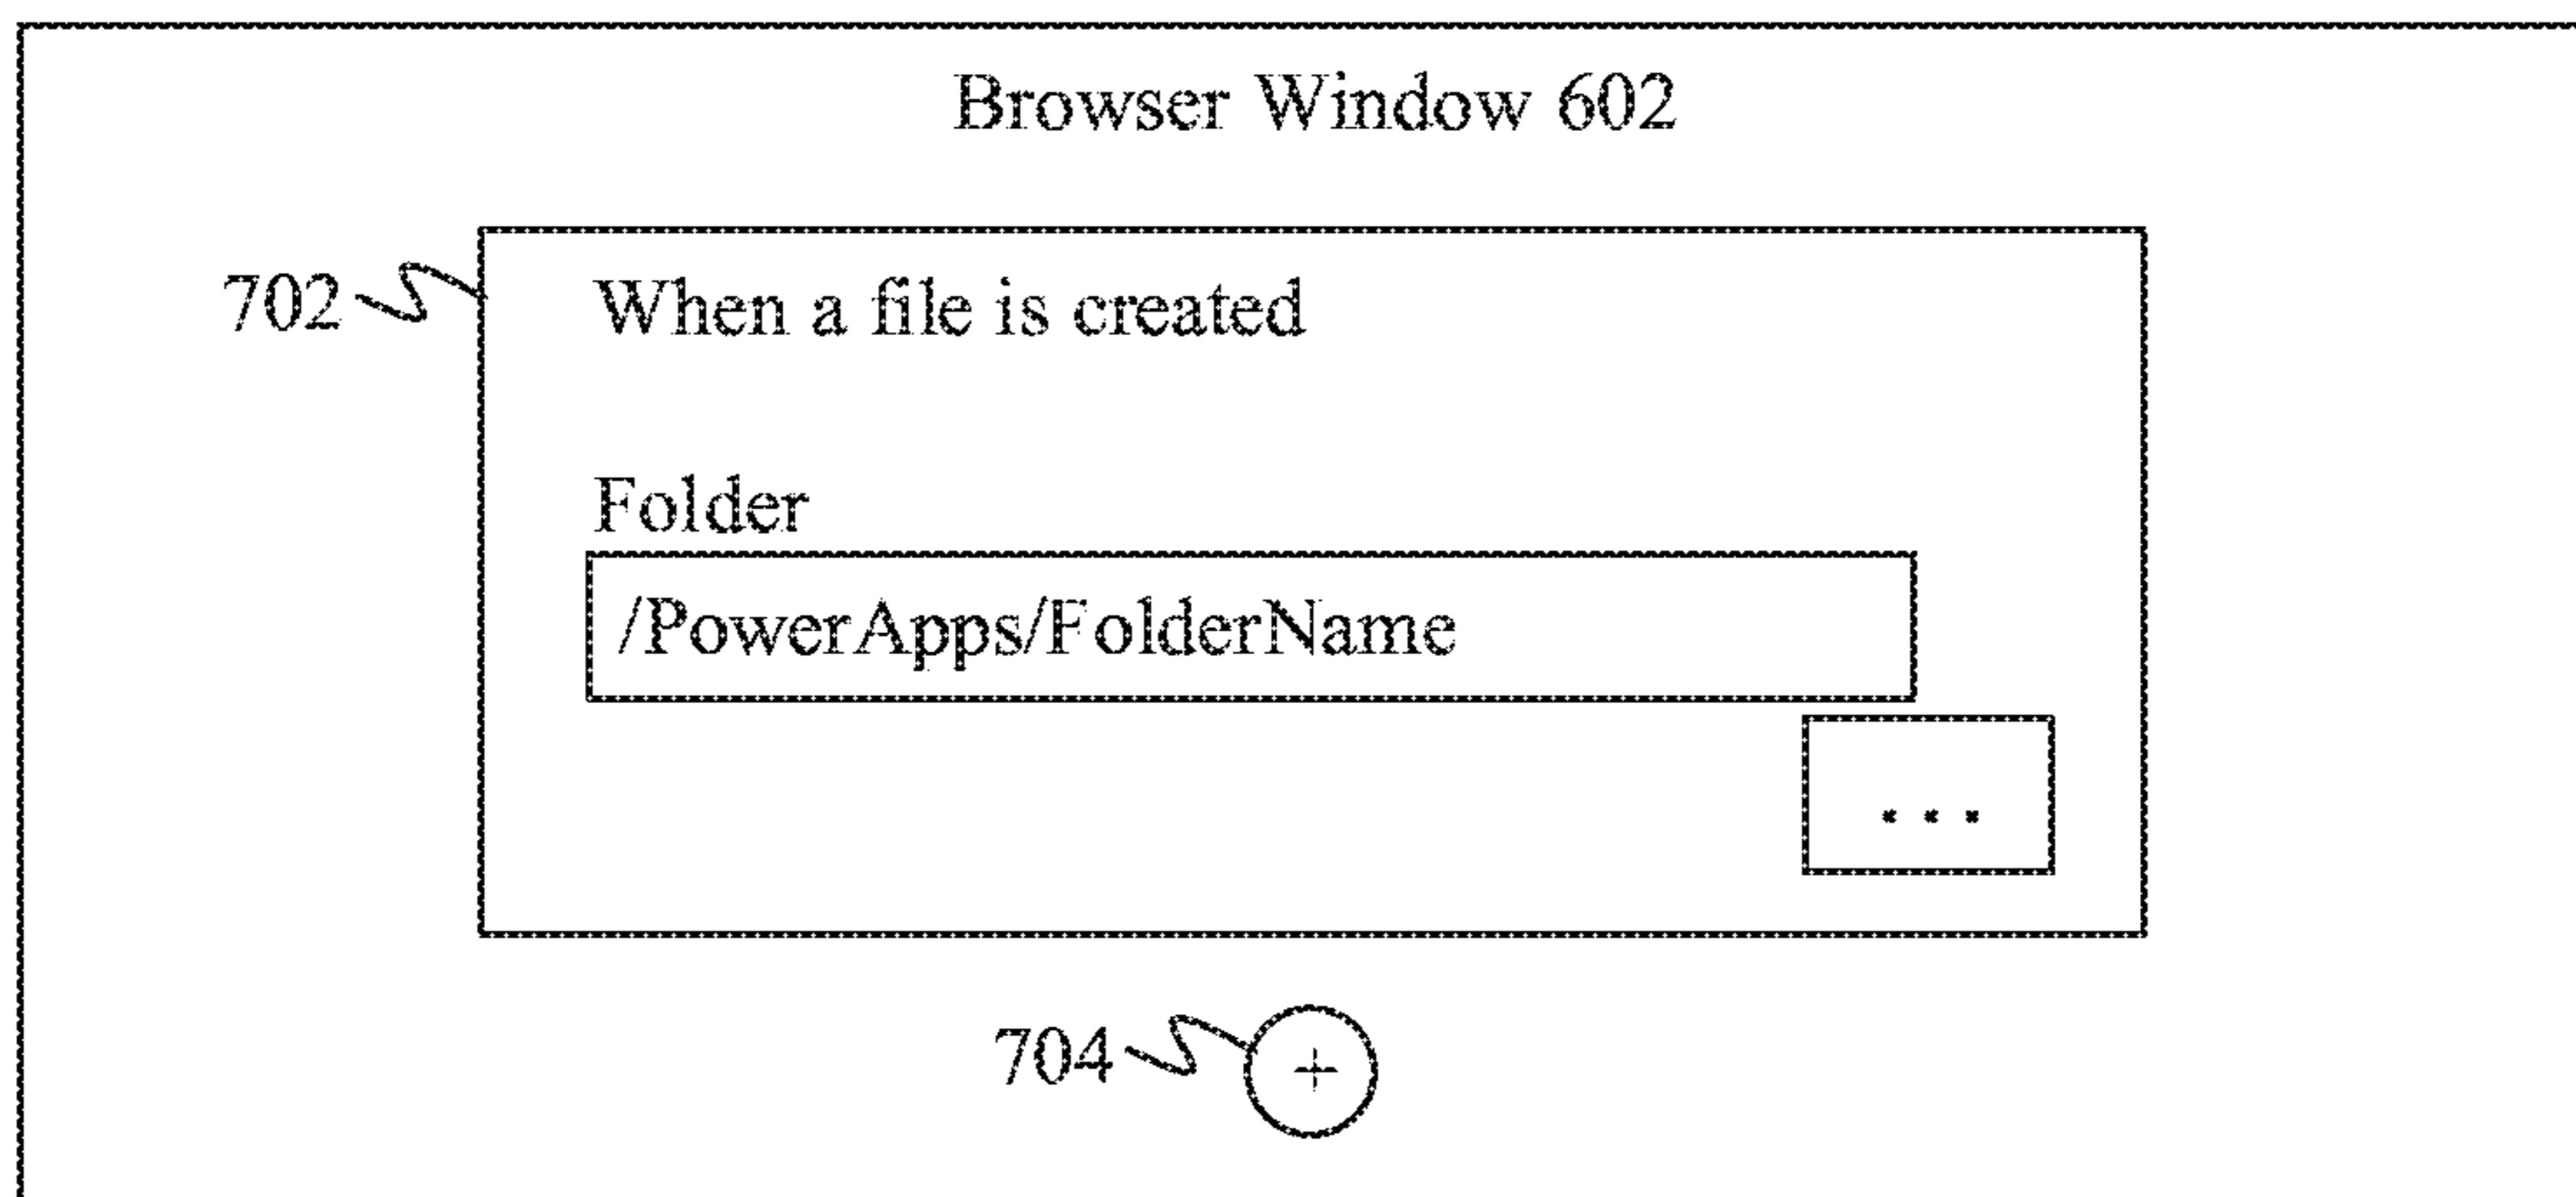 Browser Window 602
702
When a file is created
Folder
/PowerApps/FolderName
...
704
+